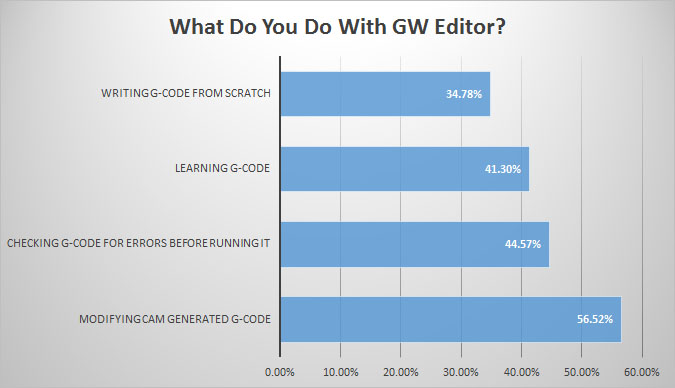 What Do You Do With GW Editor?
WRITING G-CODE FROM SCRATCH
34.78%
LEARNING G-CODE
41.30%
CHECKING G-CODE FOR ERRORS BEFORE RUNNING IT
44.57%
MODIFYING CAM GENERATED G-CODE
56.52%
0.00% 10.00% 20.00% 30.00% 40.00% 50.00% 60.00%